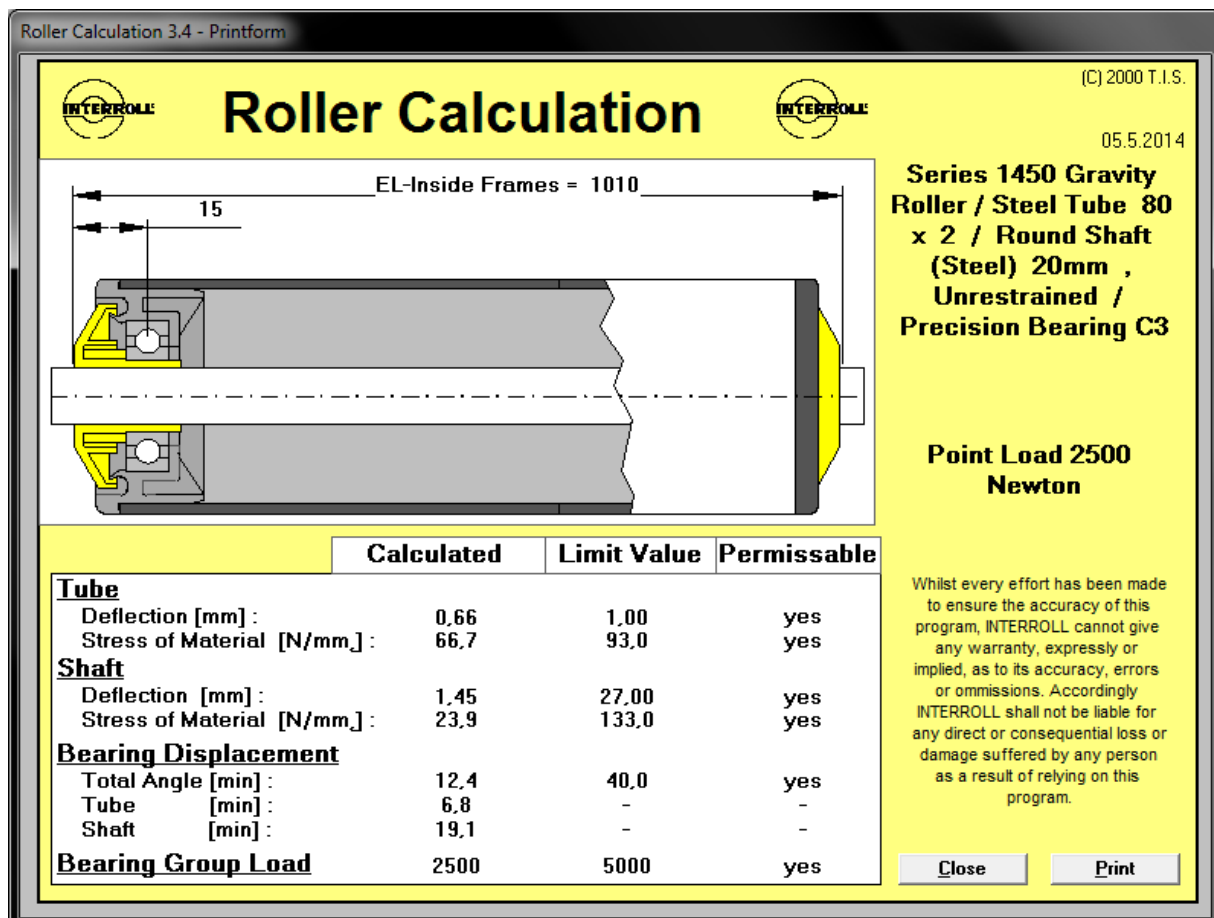 Roller Calculation 3.4 - Printform
INTERROLL
Roller Calculation
INTERROLL
(C) 2000 T.I.S.
05.5.2014
EL-Inside Frames = 1010
15
Series 1450 Gravity
Roller / Steel Tube 80
x 2 / Round Shaft
(Steel) 20mm ,
Unrestrained /
Precision Bearing C3
Point Load 2500
Newton
Calculated Limit Value Permissable
Tube
Deflection [mm] : 0,66 1,00 yes
Stress of Material [N/mm,] : 66,7 93,0 yes
Shaft
Deflection [mm] : 1,45 27,00 yes
Stress of Material [N/mm,] : 23,9 133,0 yes
Bearing Displacement
Total Angle [min] : 12,4 40,0 yes
Tube [min] : 6,8 - -
Shaft [min] : 19,1 - -
Bearing Group Load 2500 5000 yes
Whilst every effort has been made
to ensure the accuracy of this
program, INTERROLL cannot give
any warranty, expressly or
implied, as to its accuracy, errors
or ommissions. Accordingly
INTERROLL shall not be liable for
any direct or consequential loss or
damage suffered by any person
as a result of relying on this
program.
Close Print